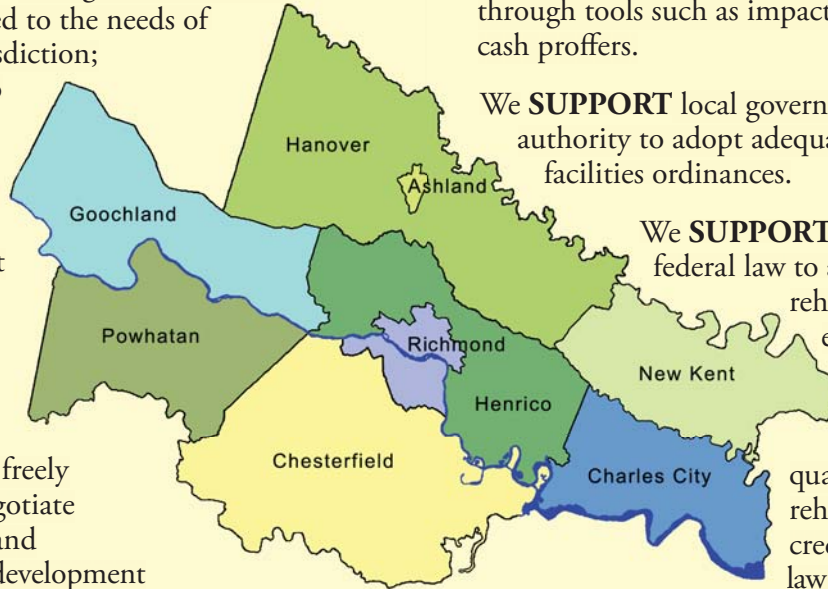 ed to the needs of
sdiction;
t
freely
gotiate
and
development
through tools such as impact
cash proffers.
We SUPPORT local govern
authority to adopt adequa
facilities ordinances.
We SUPPORT
federal law to a
reh
e
qua
reh
cred
law
Hanover
Ashland
Goochland
Powhatan
Richmond
New Kent
Henrico
Chesterfield
Charles City